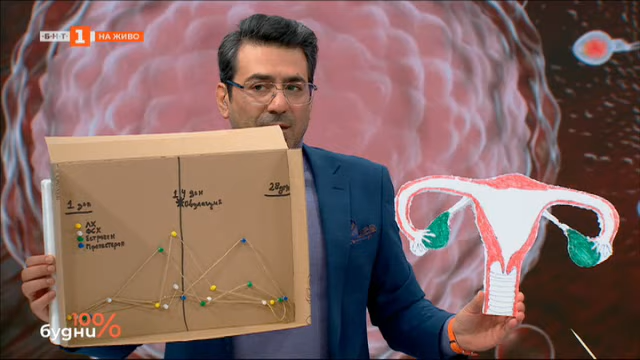 БНТ 1 НА ЖИВО
1 ден
14 ден
Овулация
28 ден
ЛХ
ФСХ
Естроген
Прогестерон
100%
будни